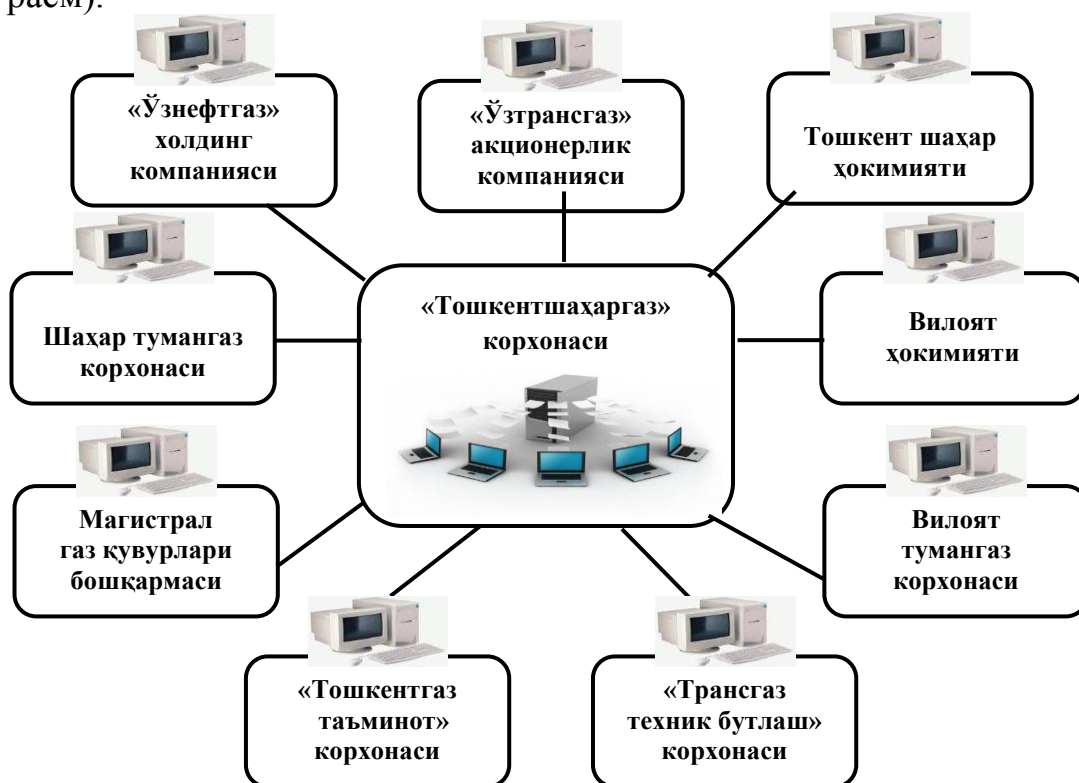 раем).
«Ўзнефтгаз»
холдинг
компанияси
«Ўзтрансгаз»
акционерлик
компанияси
Тошкент шаҳар
ҳокимияти
Шаҳар тумангаз
корхонаси
«Тошкентшаҳаргаз»
корхонаси
Вилоят
ҳокимияти
Магистрал
газ қувурлари
бошқармаси
Вилоят
тумангаз
корхонаси
«Тошкентгаз
таъминот»
корхонаси
«Трансгаз
техник бутлаш»
корхонаси